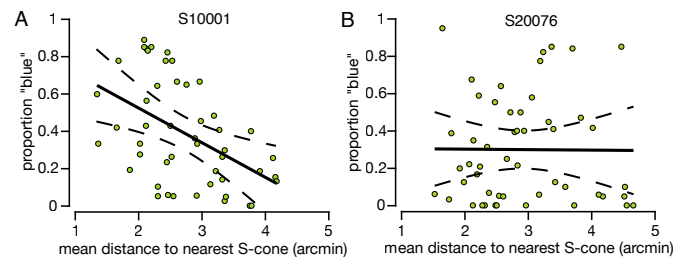 A
S10001
proportion "blue"
1
0.8
0.6
0.4
0.2
0
1 2 3 4 5
mean distance to nearest S-cone (arcmin)
B
S20076
proportion "blue"
1
0.8
0.6
0.4
0.2
0
1 2 3 4 5
mean distance to nearest S-cone (arcmin)